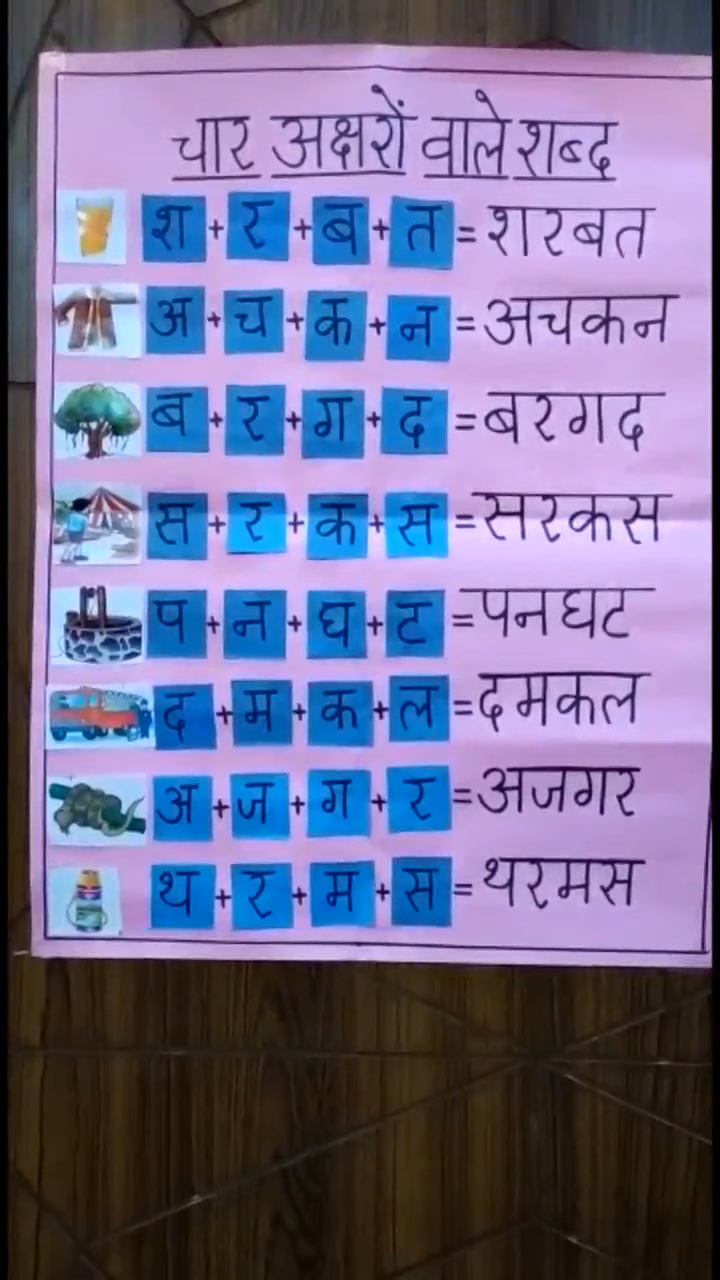 चार अक्षरों वाले शब्द
श + र + ब + त = शरबत
अ + च + क + न = अचकन
ब + र + ग + द = बरगद
स + र + क + स = सरकस
प + न + घ + ट = पनघट
द + म + क + ल = दमकल
अ + ज + ग + र = अजगर
थ + र + म + स = थरमस